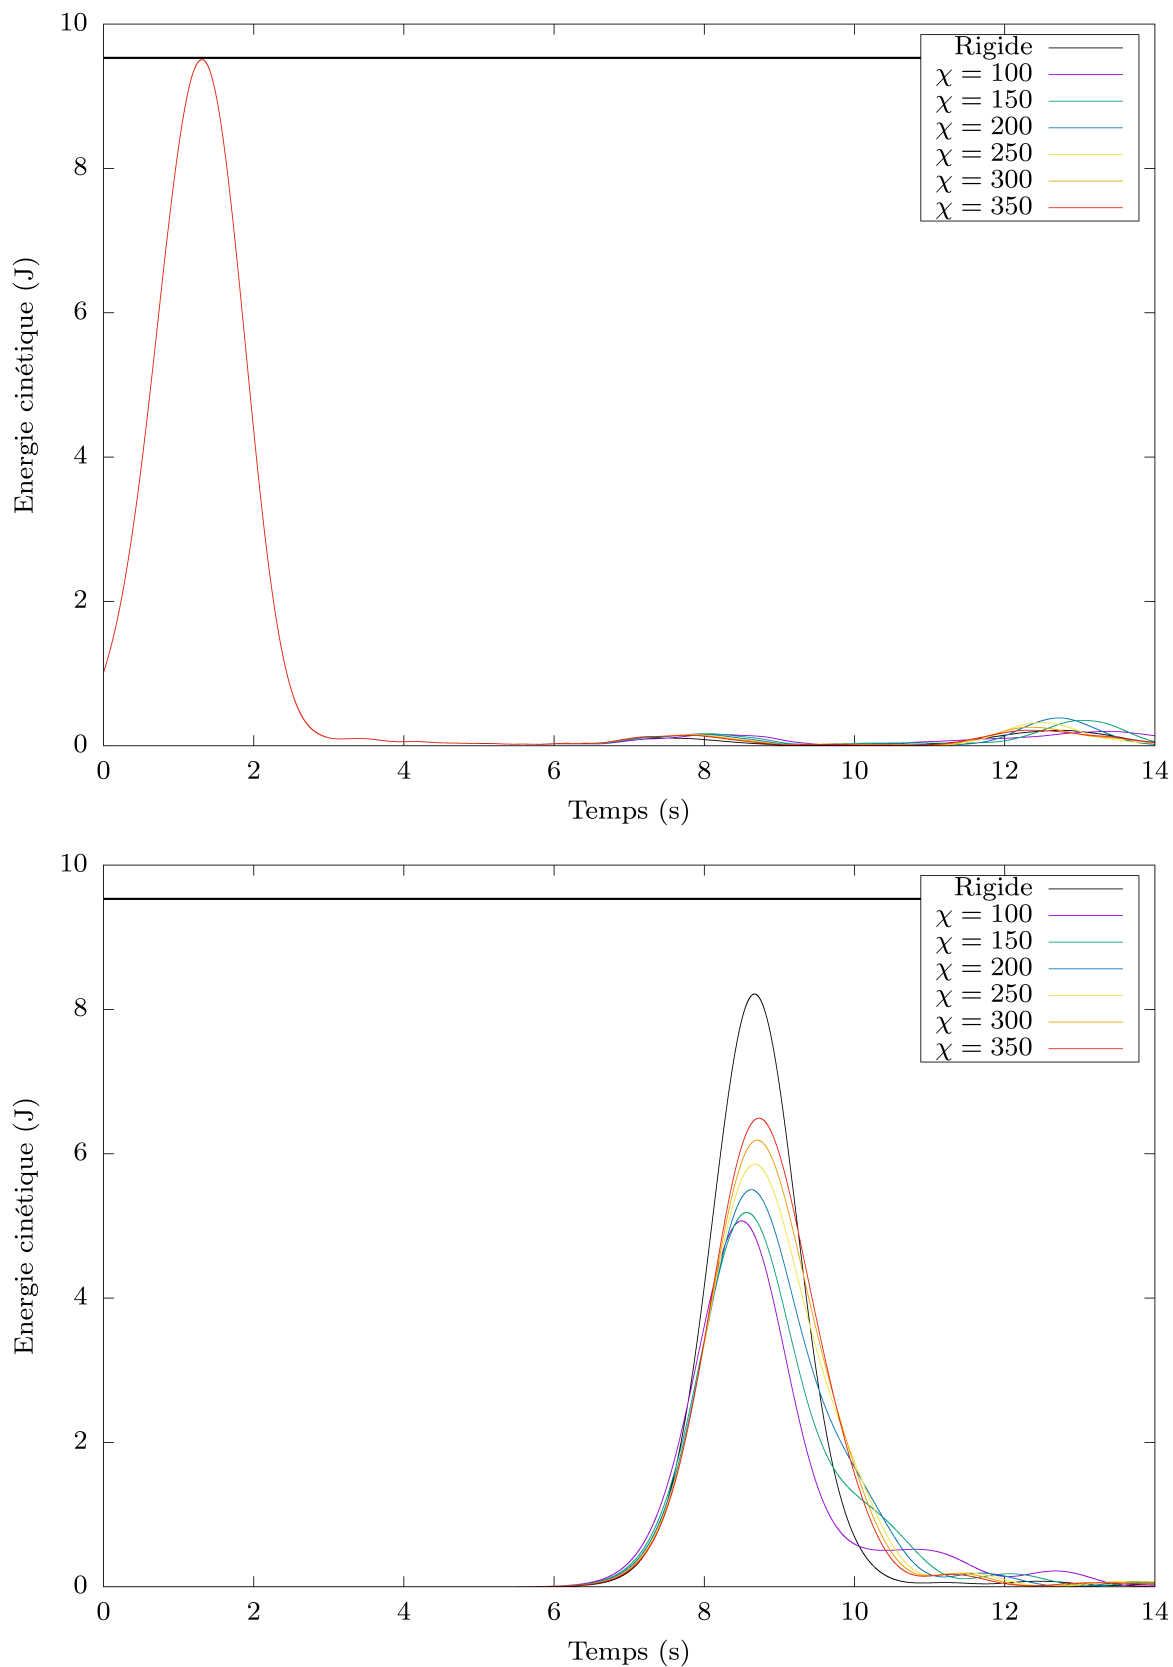 10
8
6
4
2
0
Energie cinétique (J)
Rigide
χ = 100
χ = 150
χ = 200
χ = 250
χ = 300
χ = 350
0 2 4 6 8 10 12 14
Temps (s)
10
8
6
4
2
0
Energie cinétique (J)
Rigide
χ = 100
χ = 150
χ = 200
χ = 250
χ = 300
χ = 350
0 2 4 6 8 10 12 14
Temps (s)